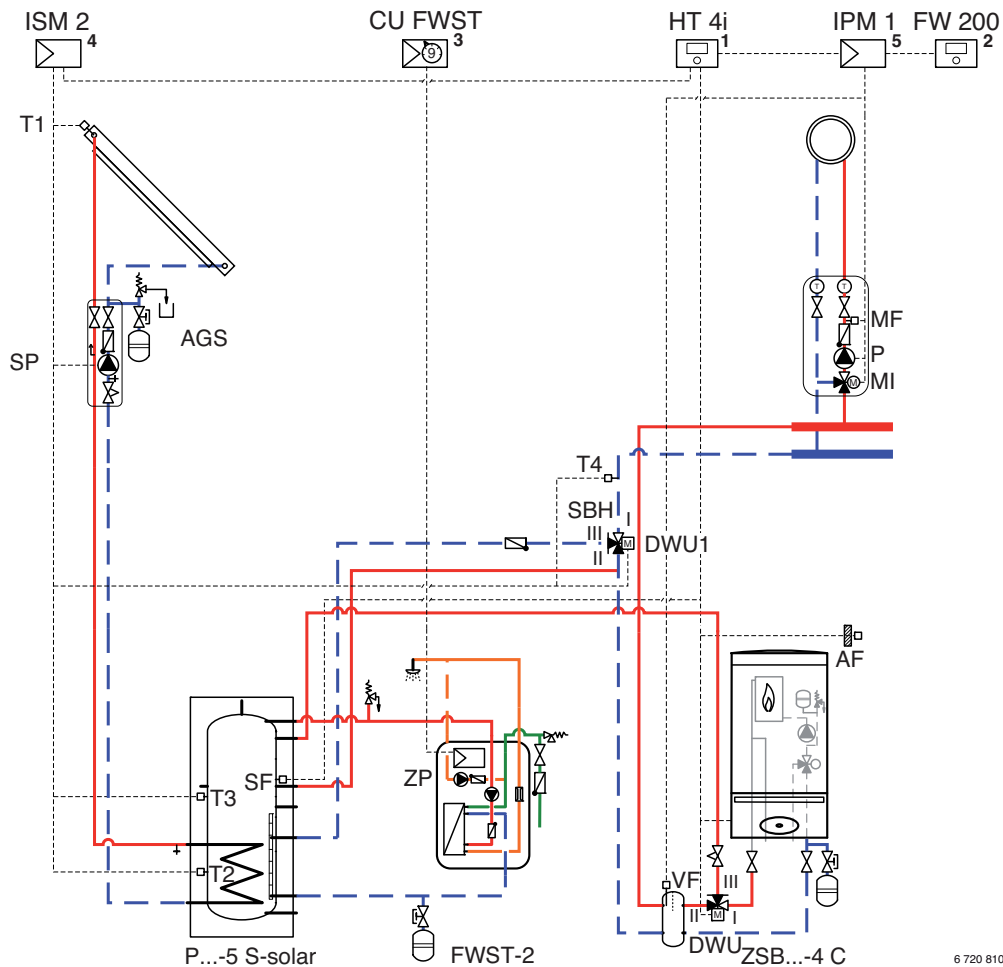 ISM 2
4
CU FWST
9
3
HT 4i
1
IPM 1
5
FW 200
2
T1
AGS
SP
T
T
MF
P
M
MI
T4
SBH
I
III
II
M
DWU1
AF
SF
ZP
T3
T2
VF
III
II
I
M
DWU
P...-5 S-solar
FWST-2
ZSB...-4 C
6 720 810